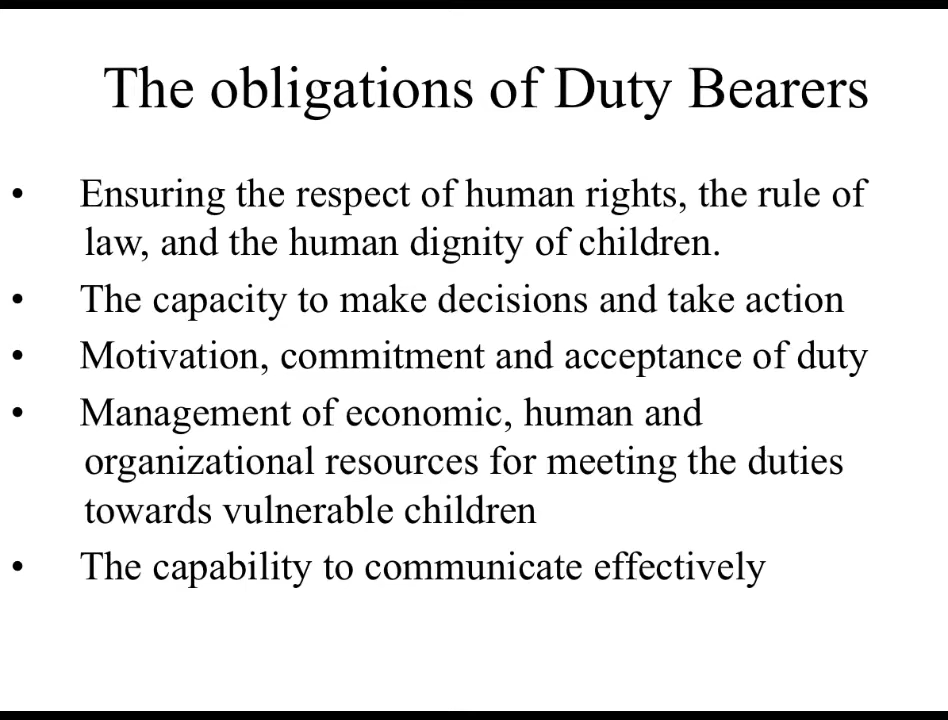 The obligations of Duty Bearers
• Ensuring the respect of human rights, the rule of
law, and the human dignity of children.
• The capacity to make decisions and take action
• Motivation, commitment and acceptance of duty
• Management of economic, human and
organizational resources for meeting the duties
towards vulnerable children
• The capability to communicate effectively